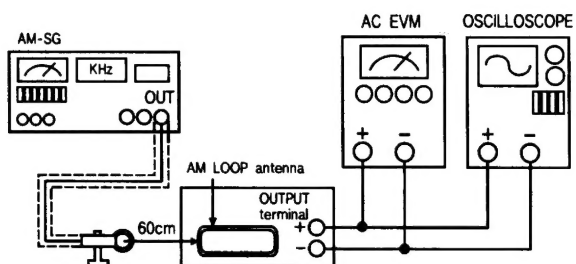 AC EVM
OSCILLOSCOPE
AM-SG
KHz
OUT
+
-
+
-
AM LOOP antenna
60cm
OUTPUT
terminal
+
-